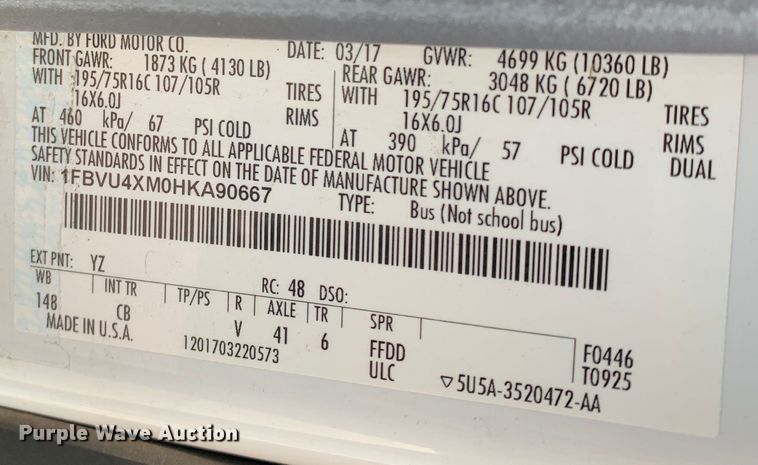 MFD. BY FORD MOTOR CO. DATE: 03/17 GVWR: 4699 KG (10360 LB)
FRONT GAWR: 1873 KG ( 4130 LB) REAR GAWR: 3048 KG ( 6720 LB)
WITH 195/75R16C 107/105R TIRES WITH 195/75R16C 107/105R TIRES
16X6.0J RIMS 16X6.0J RIMS
AT 460 kPa/ 67 PSI COLD AT 390 kPa/ 57 PSI COLD DUAL
THIS VEHICLE CONFORMS TO ALL APPLICABLE FEDERAL MOTOR VEHICLE
SAFETY STANDARDS IN EFFECT ON THE DATE OF MANUFACTURE SHOWN ABOVE.
VIN: 1FBVU4XM0HKA90667 TYPE: Bus (Not school bus)
EXT PNT: YZ RC: 48 DSO:
WB INT TR TP/PS R AXLE TR SPR
148 CB V 41 6 FFDD F0446
MADE IN U.S.A. 1201703220573 ULC ▽5U5A-3520472-AA T0925
Purple Wave Auction